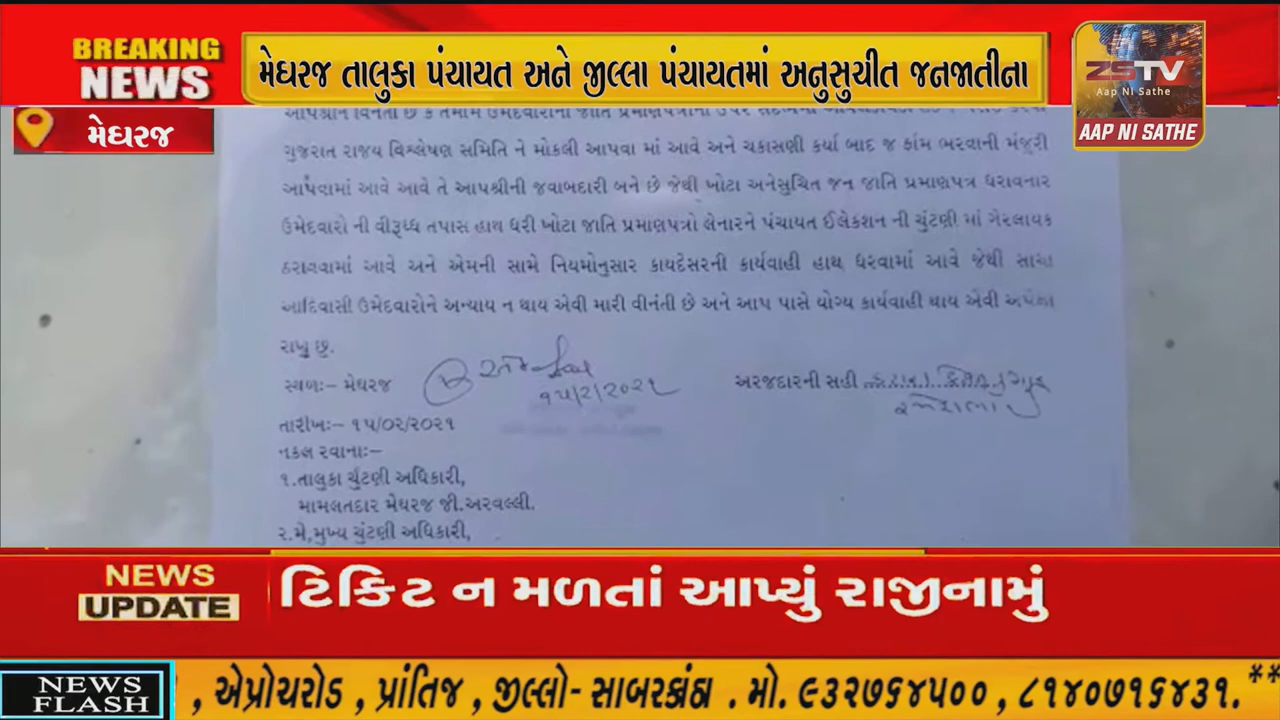 BREAKING
NEWS
મેઘરજ તાલુકા પંચાયત અને જીલ્લા પંચાયતમાં અનુસુચીત જનજાતીના
ZSTV
Aap Ni Sathe
AAP NI SATHE
મેઘરજ
ગુજરાત રાજય વિશ્લેષણ સમિતિ ને મોકલી આપવા માં આવે અને ચકાસણી કર્યા બાદ જ ફોર્મ ભરવાની મંજૂરી
આપવામાં આવે આવે તે આપશ્રીની જવાબદારી બને છે જેથી ખોટા અનેસુચિત જન જાતિ પ્રમાણપત્ર ધરાવનાર
ઉમેદવારો ની વીરૂધ્ધ તપાસ હાથ ધરી ખોટા જાતિ પ્રમાણપત્રો લેનારને પંચાયત ઈલેકશન ની ચુંટણી માં ગેરલાયક
ઠરાવવામાં આવે અને એમની સામે નિયમોનુસાર કાયદેસરની કાર્યવાહી હાથ ધરવામાં આવે જેથી સાચા
આદિવાસી ઉમેદવારોને અન્યાય ન થાય એવી મારી વીનંતી છે અને આપ પાસે યોગ્ય કાર્યવાહી થાય એવી અપેક્ષા
રાખુ છુ.
સ્થળઃ- મેઘરજ
૧૫/૨/૨૦૨૧
અરજદારની સહી
તારીખઃ- ૧૫/૦૨/૨૦૨૧
નકલ રવાનાઃ-
૧.તાલુકા ચુંટણી અધિકારી,
મામલતદાર મેઘરજ જી.અરવલ્લી.
૨.મે,મુખ્ય ચુંટણી અધિકારી,
NEWS
UPDATE
ટિકિટ ન મળતાં આપ્યું રાજીનામું
NEWS
FLASH
, એપ્રોચરોડ , પ્રાંતિજ , જીલ્લો- સાબરકાંઠા . મો. ૯૩૨૭૬૪૫૦૦૦ , ૮૧૪૦૭૧૬૪૩૧. **